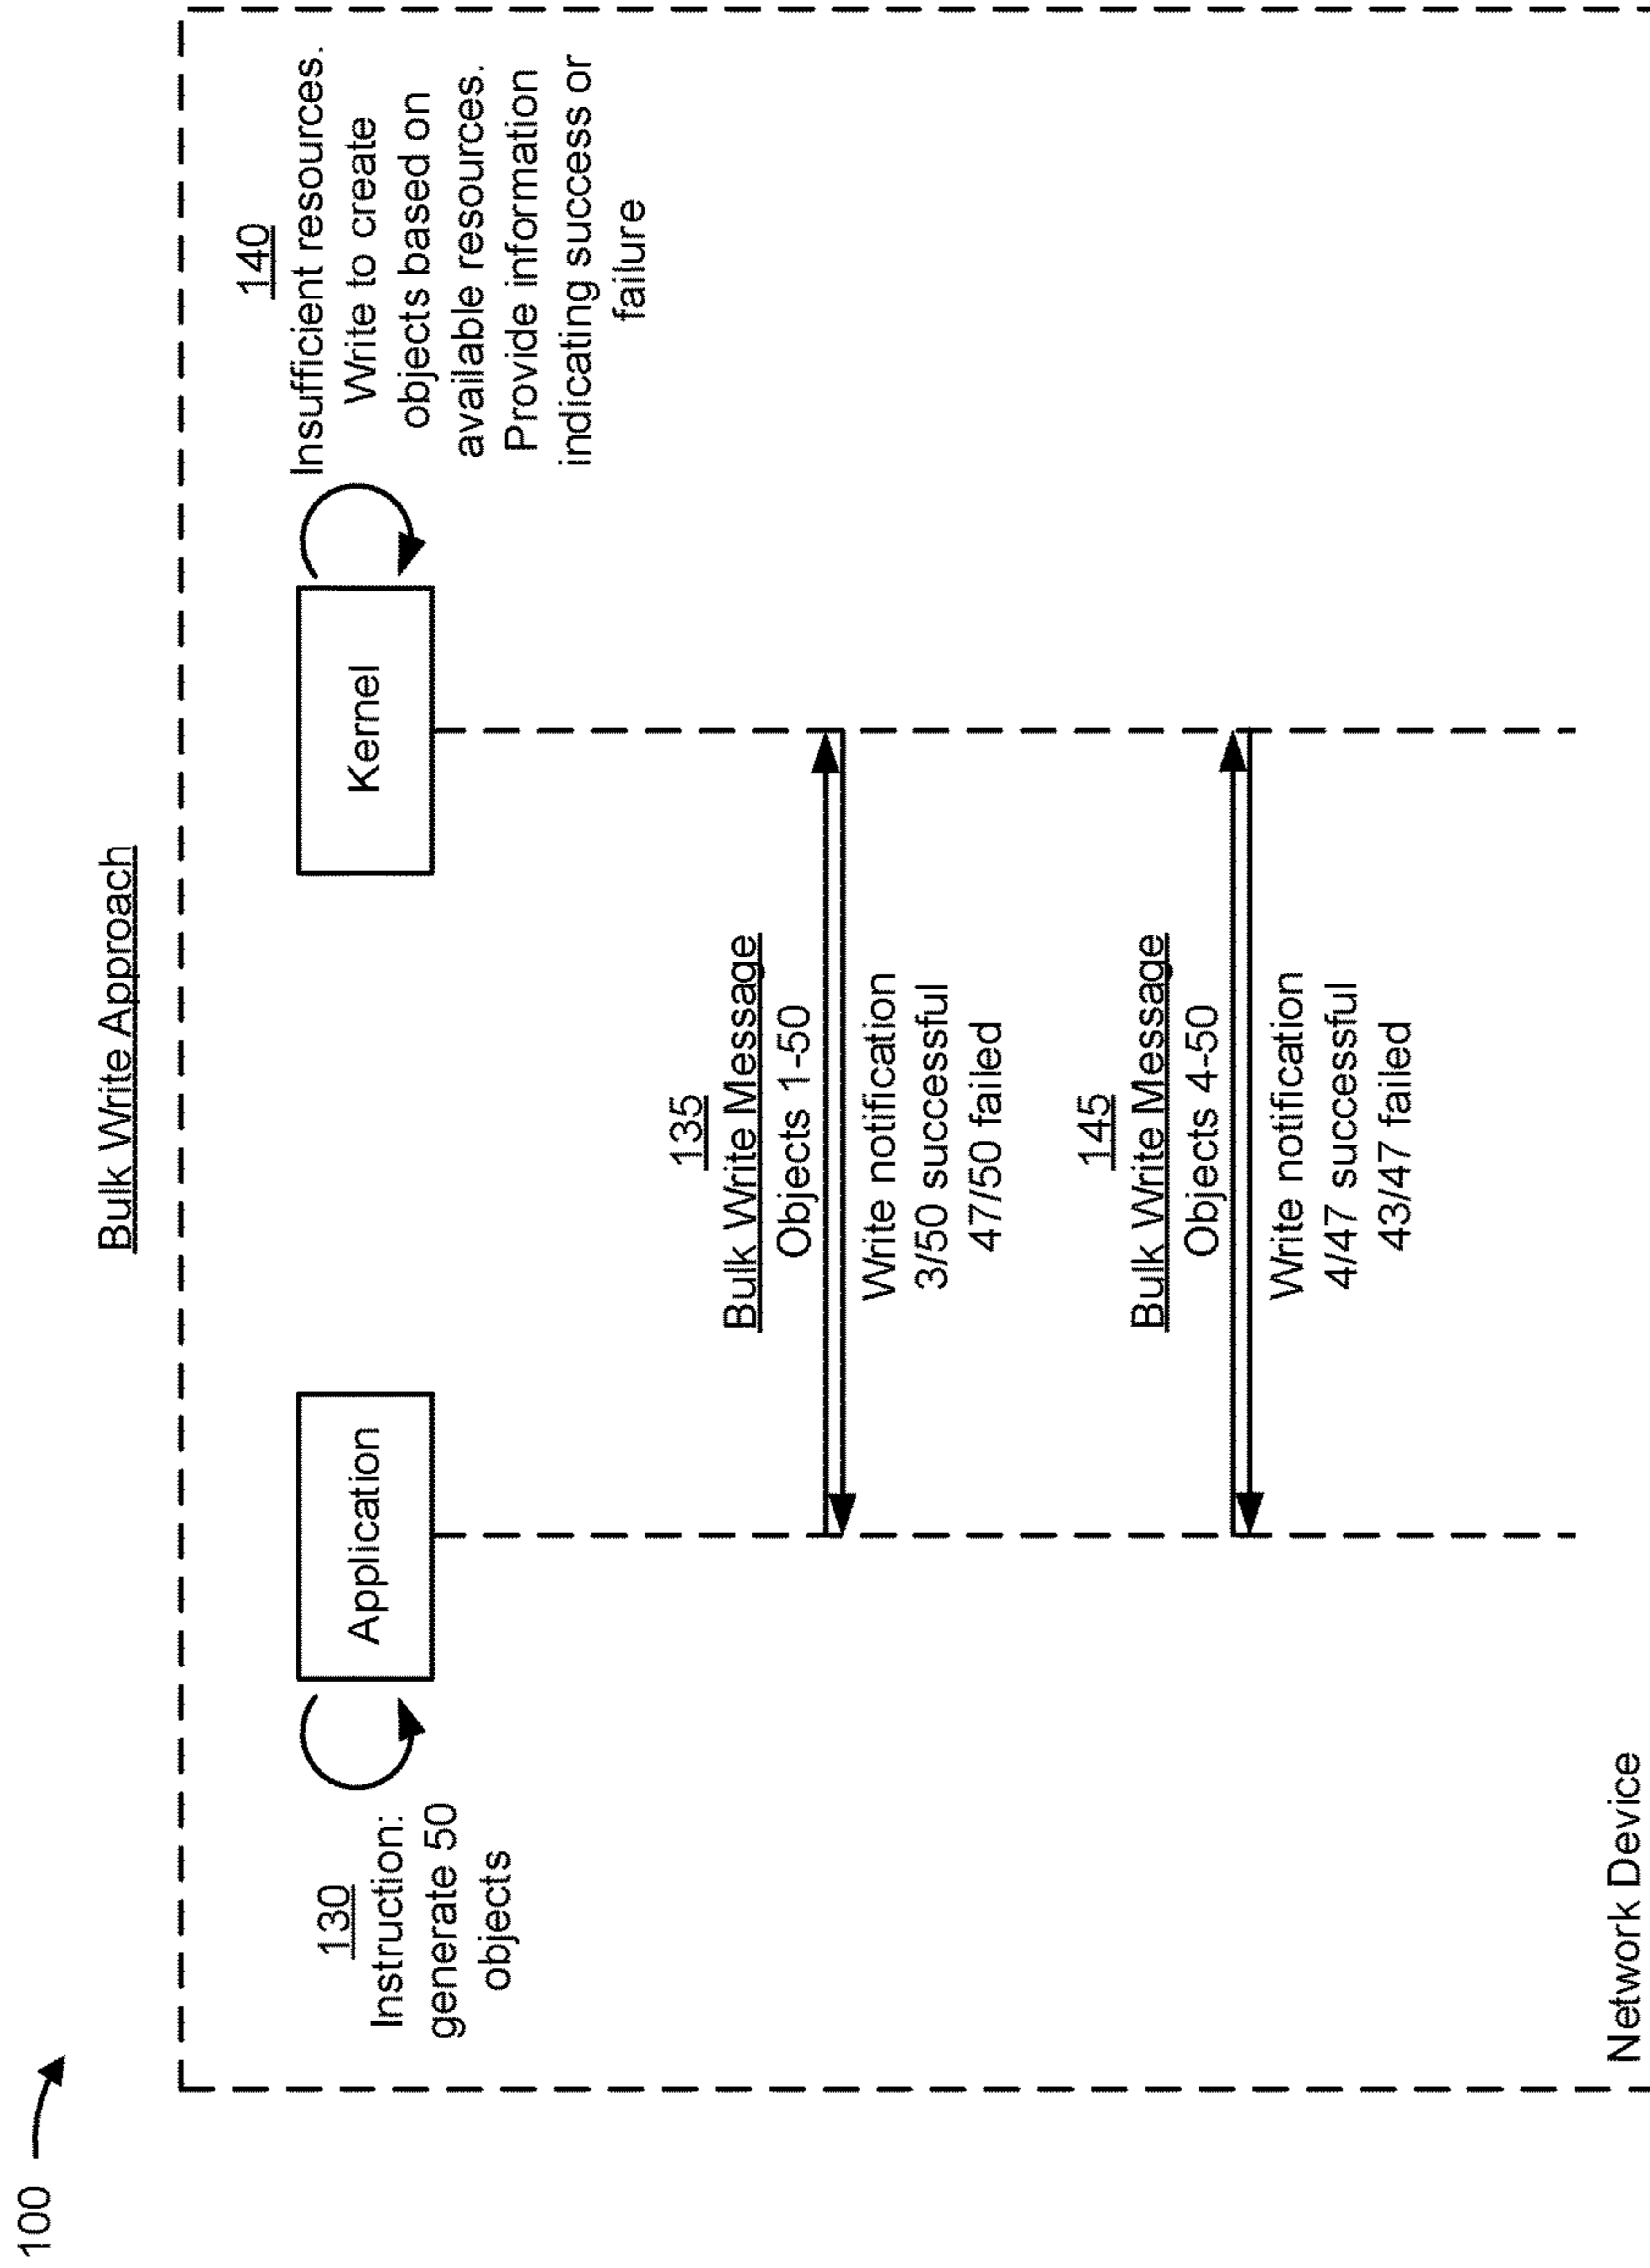 100
Bulk Write Approach
130
Instruction:
generate 50
objects
Application
Kernel
140
Insufficient resources.
Write to create
objects based on
available resources.
Provide information
indicating success or
failure
135
Bulk Write Message
Objects 1-50
Write notification
3/50 successful
47/50 failed
145
Bulk Write Message
Objects 4-50
Write notification
4/47 successful
43/47 failed
Network Device